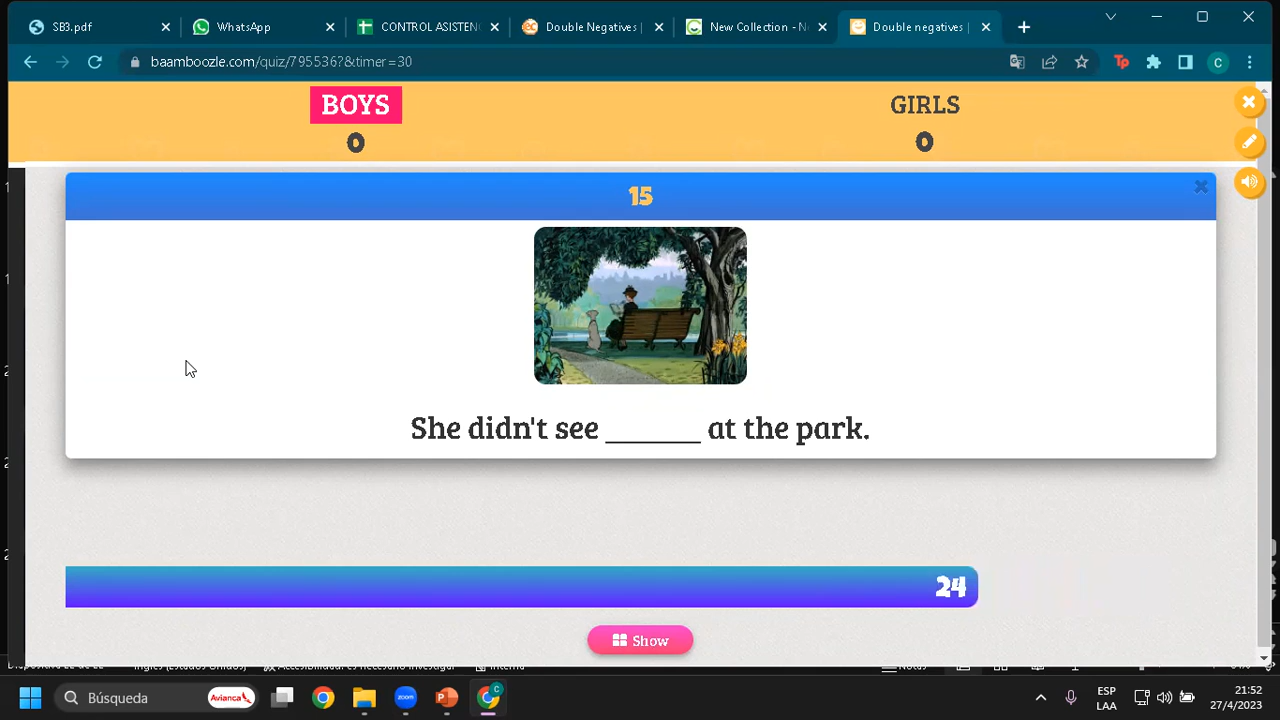 SB3.pdf
WhatsApp
CONTROL ASISTENC
Double Negatives |
New Collection - N
Double negatives |
baamboozle.com/quiz/795536?&timer=30
BOYS
0
GIRLS
0
15
She didn't see _______ at the park.
24
Show
Búsqueda
Avianca
zoom
ESP
LAA
21:52
27/4/2023